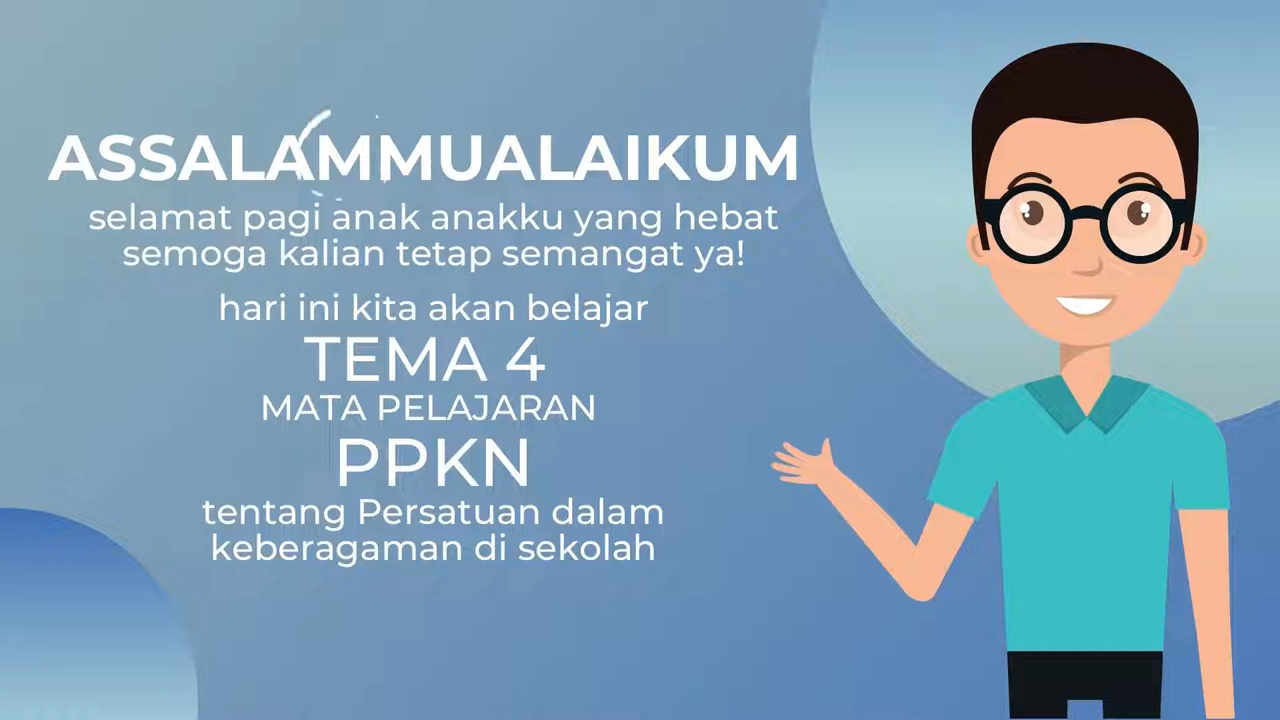 ASSALAMMUALAIKUM
selamat pagi anak anakku yang hebat
semoga kalian tetap semangat ya!
hari ini kita akan belajar
TEMA 4
MATA PELAJARAN
PPKN
tentang Persatuan dalam
keberagaman di sekolah